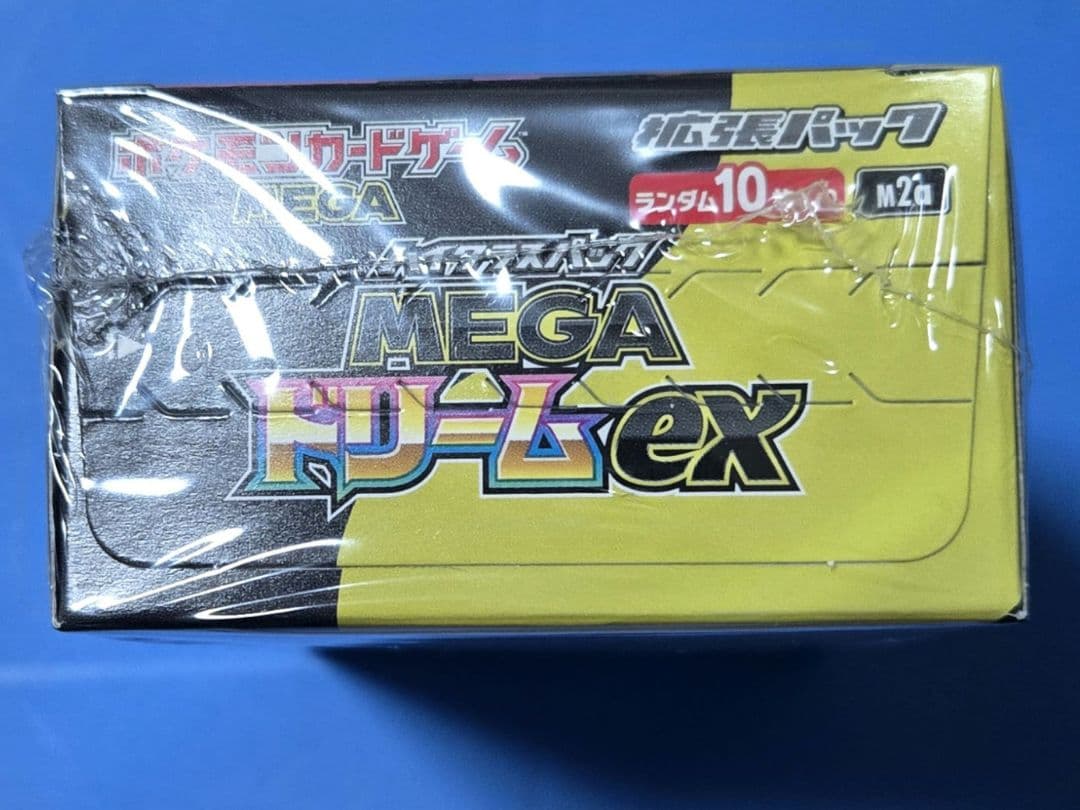 ポケモンカードゲーム™
MEGA
拡張パック
ランダム10
M2a
ハイクラスパック
MEGA
ドリームex